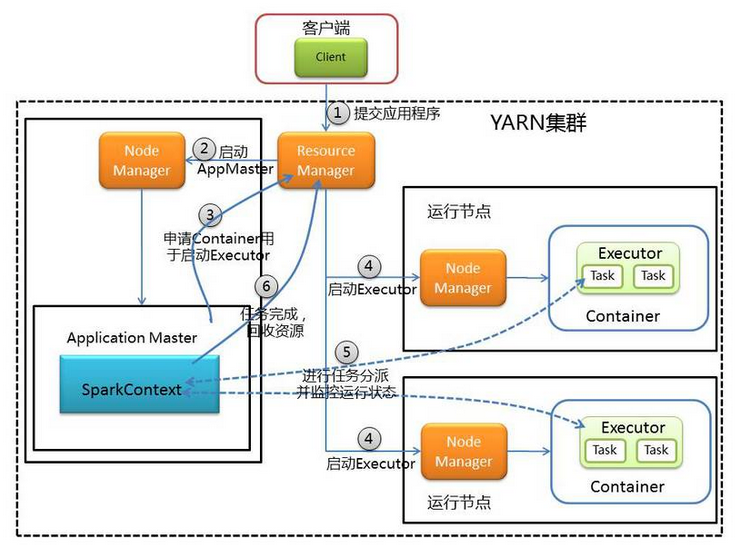 客户端
Client
① 提交应用程序
YARN集群
Node
Manager
② 启动
AppMaster
Resource
Manager
③
申请Container用
于启动Executor
运行节点
④
启动Executor
Node
Manager
Executor
Task
Task
Container
⑥
任务完成，
回收资源
Application Master
SparkContext
⑤
进行任务分派
并监控运行状态
④
启动Executor
Node
Manager
Executor
Task
Task
Container
运行节点